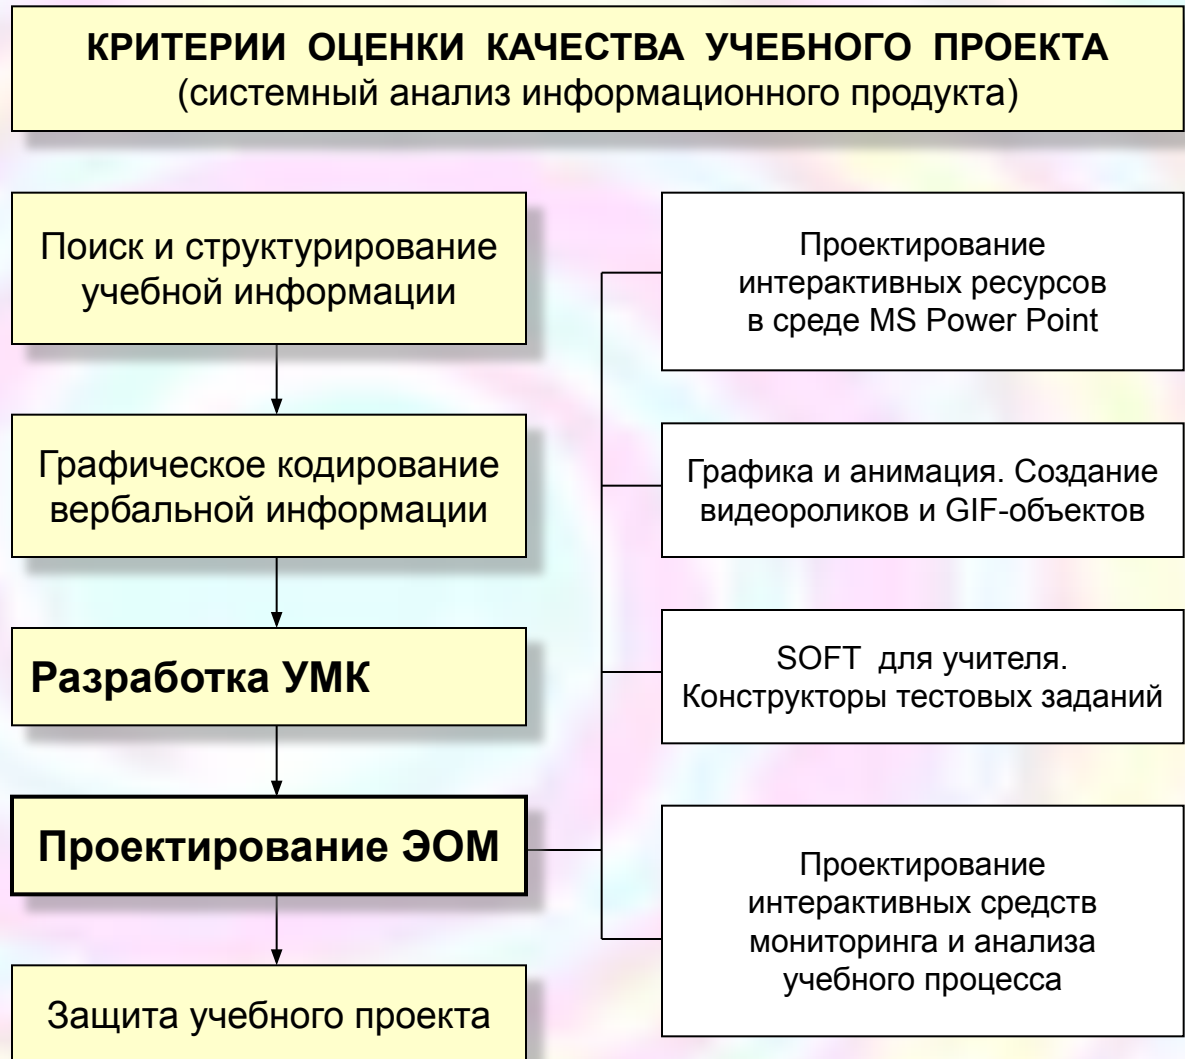 КРИТЕРИИ ОЦЕНКИ КАЧЕСТВА УЧЕБНОГО ПРОЕКТА
(системный анализ информационного продукта)
Поиск и структурирование
учебной информации
Графическое кодирование
вербальной информации
Разработка УМК
Проектирование ЭОМ
Защита учебного проекта
Проектирование
интерактивных ресурсов
в среде MS Power Point
Графика и анимация. Создание
видеороликов и GIF-объектов
SOFT для учителя.
Конструкторы тестовых заданий
Проектирование
интерактивных средств
мониторинга и анализа
учебного процесса